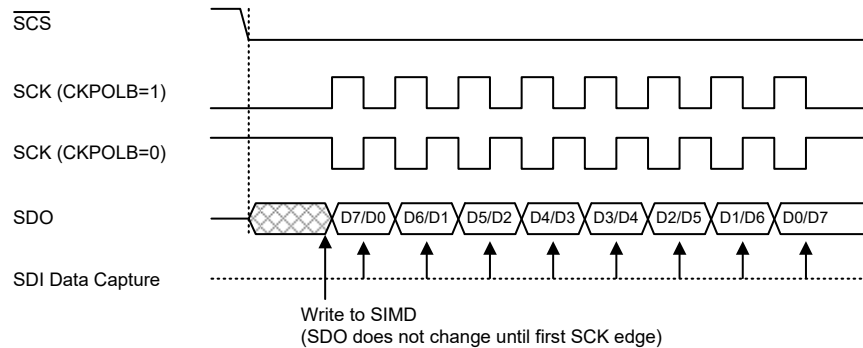 SCS
SCK (CKPOLB=1)
SCK (CKPOLB=0)
SDO
D7/D0 D6/D1 D5/D2 D4/D3 D3/D4 D2/D5 D1/D6 D0/D7
SDI Data Capture
Write to SIMD
(SDO does not change until first SCK edge)